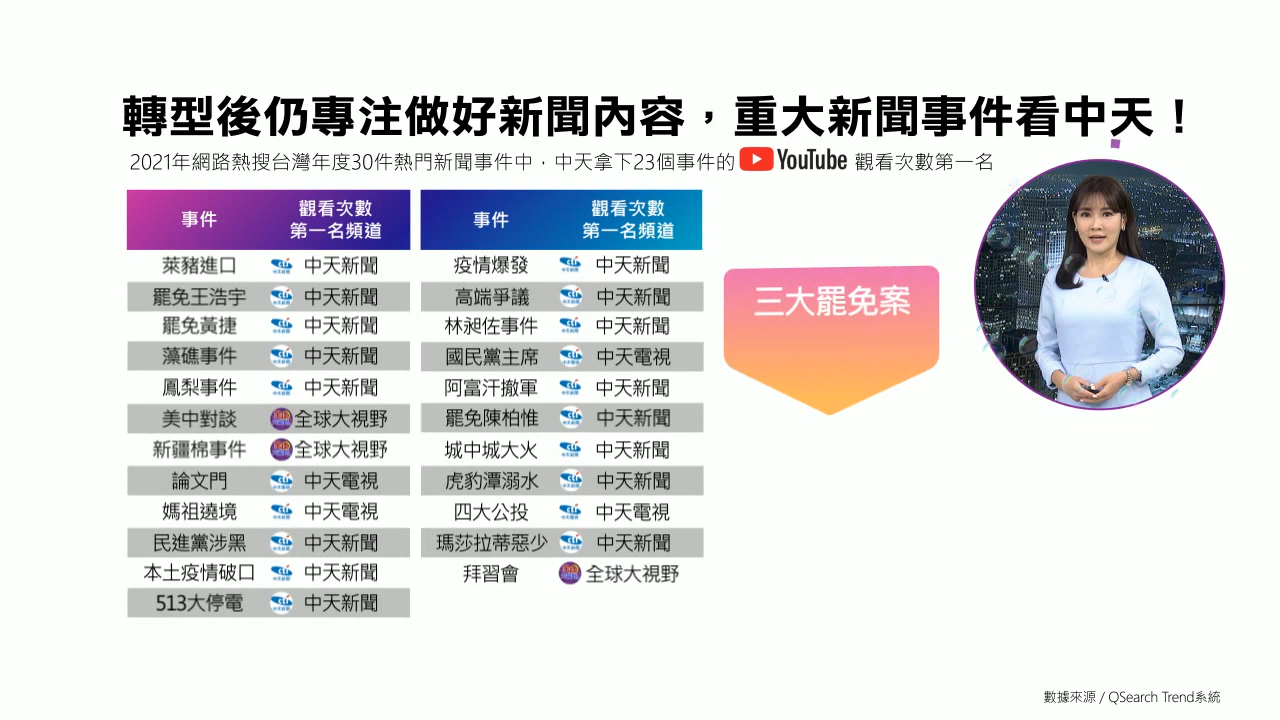 轉型後仍專注做好新聞內容，重大新聞事件看中天！
2021年網路熱搜台灣年度30件熱門新聞事件中，中天拿下23個事件的 YouTube 觀看次數第一名
事件 觀看次數第一名頻道
萊豬進口 中天新聞
罷免王浩宇 中天新聞
罷免黃捷 中天新聞
藻礁事件 中天新聞
鳳梨事件 中天新聞
美中對談 全球大視野
新疆棉事件 全球大視野
論文門 中天電視
媽祖遶境 中天電視
民進黨涉黑 中天新聞
本土疫情破口 中天新聞
513大停電 中天新聞
事件 觀看次數第一名頻道
疫情爆發 中天新聞
高端爭議 中天新聞
林昶佐事件 中天新聞
國民黨主席 中天電視
阿富汗撤軍 中天新聞
罷免陳柏惟 中天新聞
城中城大火 中天新聞
虎豹潭溺水 中天新聞
四大公投 中天電視
瑪莎拉蒂惡少 中天新聞
拜習會 全球大視野
三大罷免案
數據來源 / QSearch Trend系統